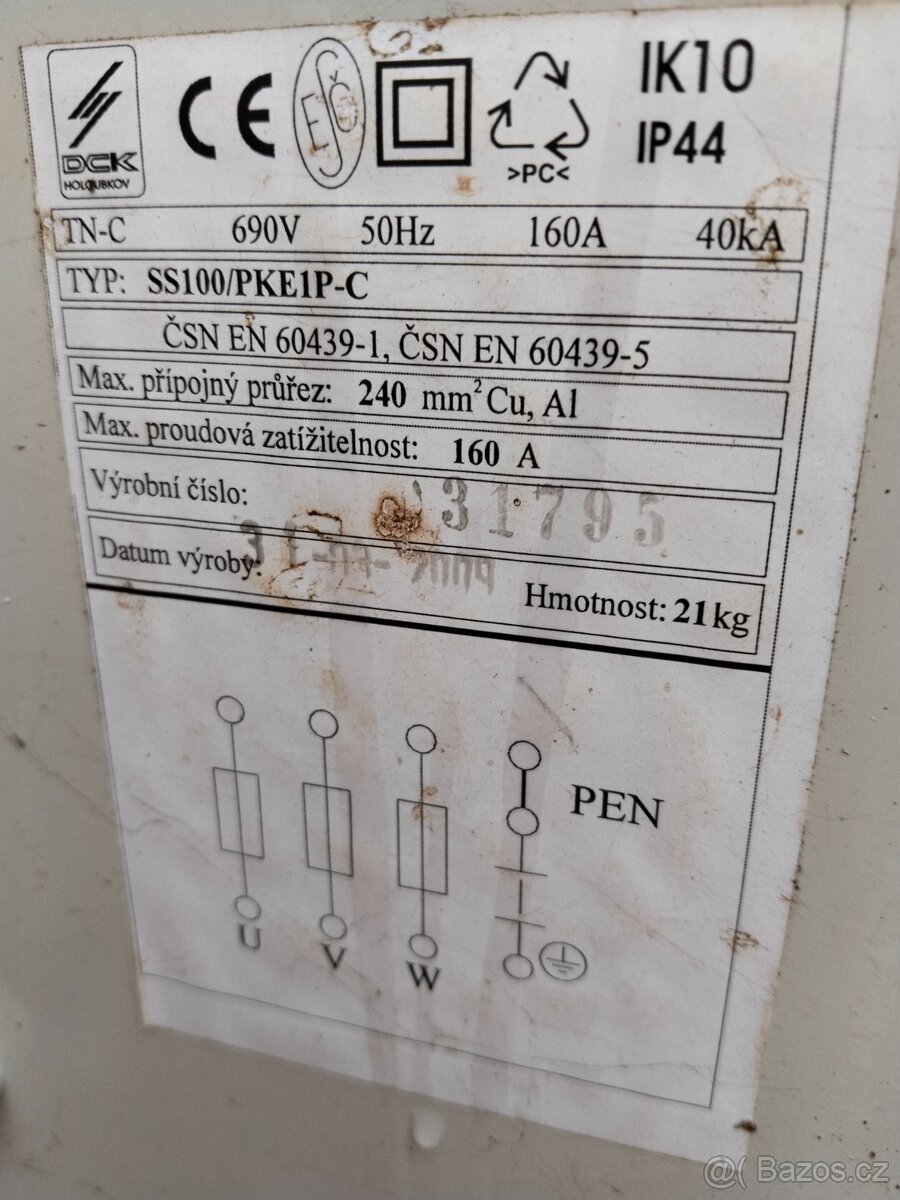 DCK
HOLOUBKOV
CE
EZČS
>PC<
IK10
IP44
TN-C 690V 50Hz 160A 40kA
TYP: SS100/PKE1P-C
ČSN EN 60439-1, ČSN EN 60439-5
Max. přípojný průřez: 240 mm² Cu, Al
Max. proudová zatížitelnost: 160 A
Výrobní číslo: 31795
Datum výroby:
Hmotnost: 21kg
PEN
U V W
@( Bazos.cz